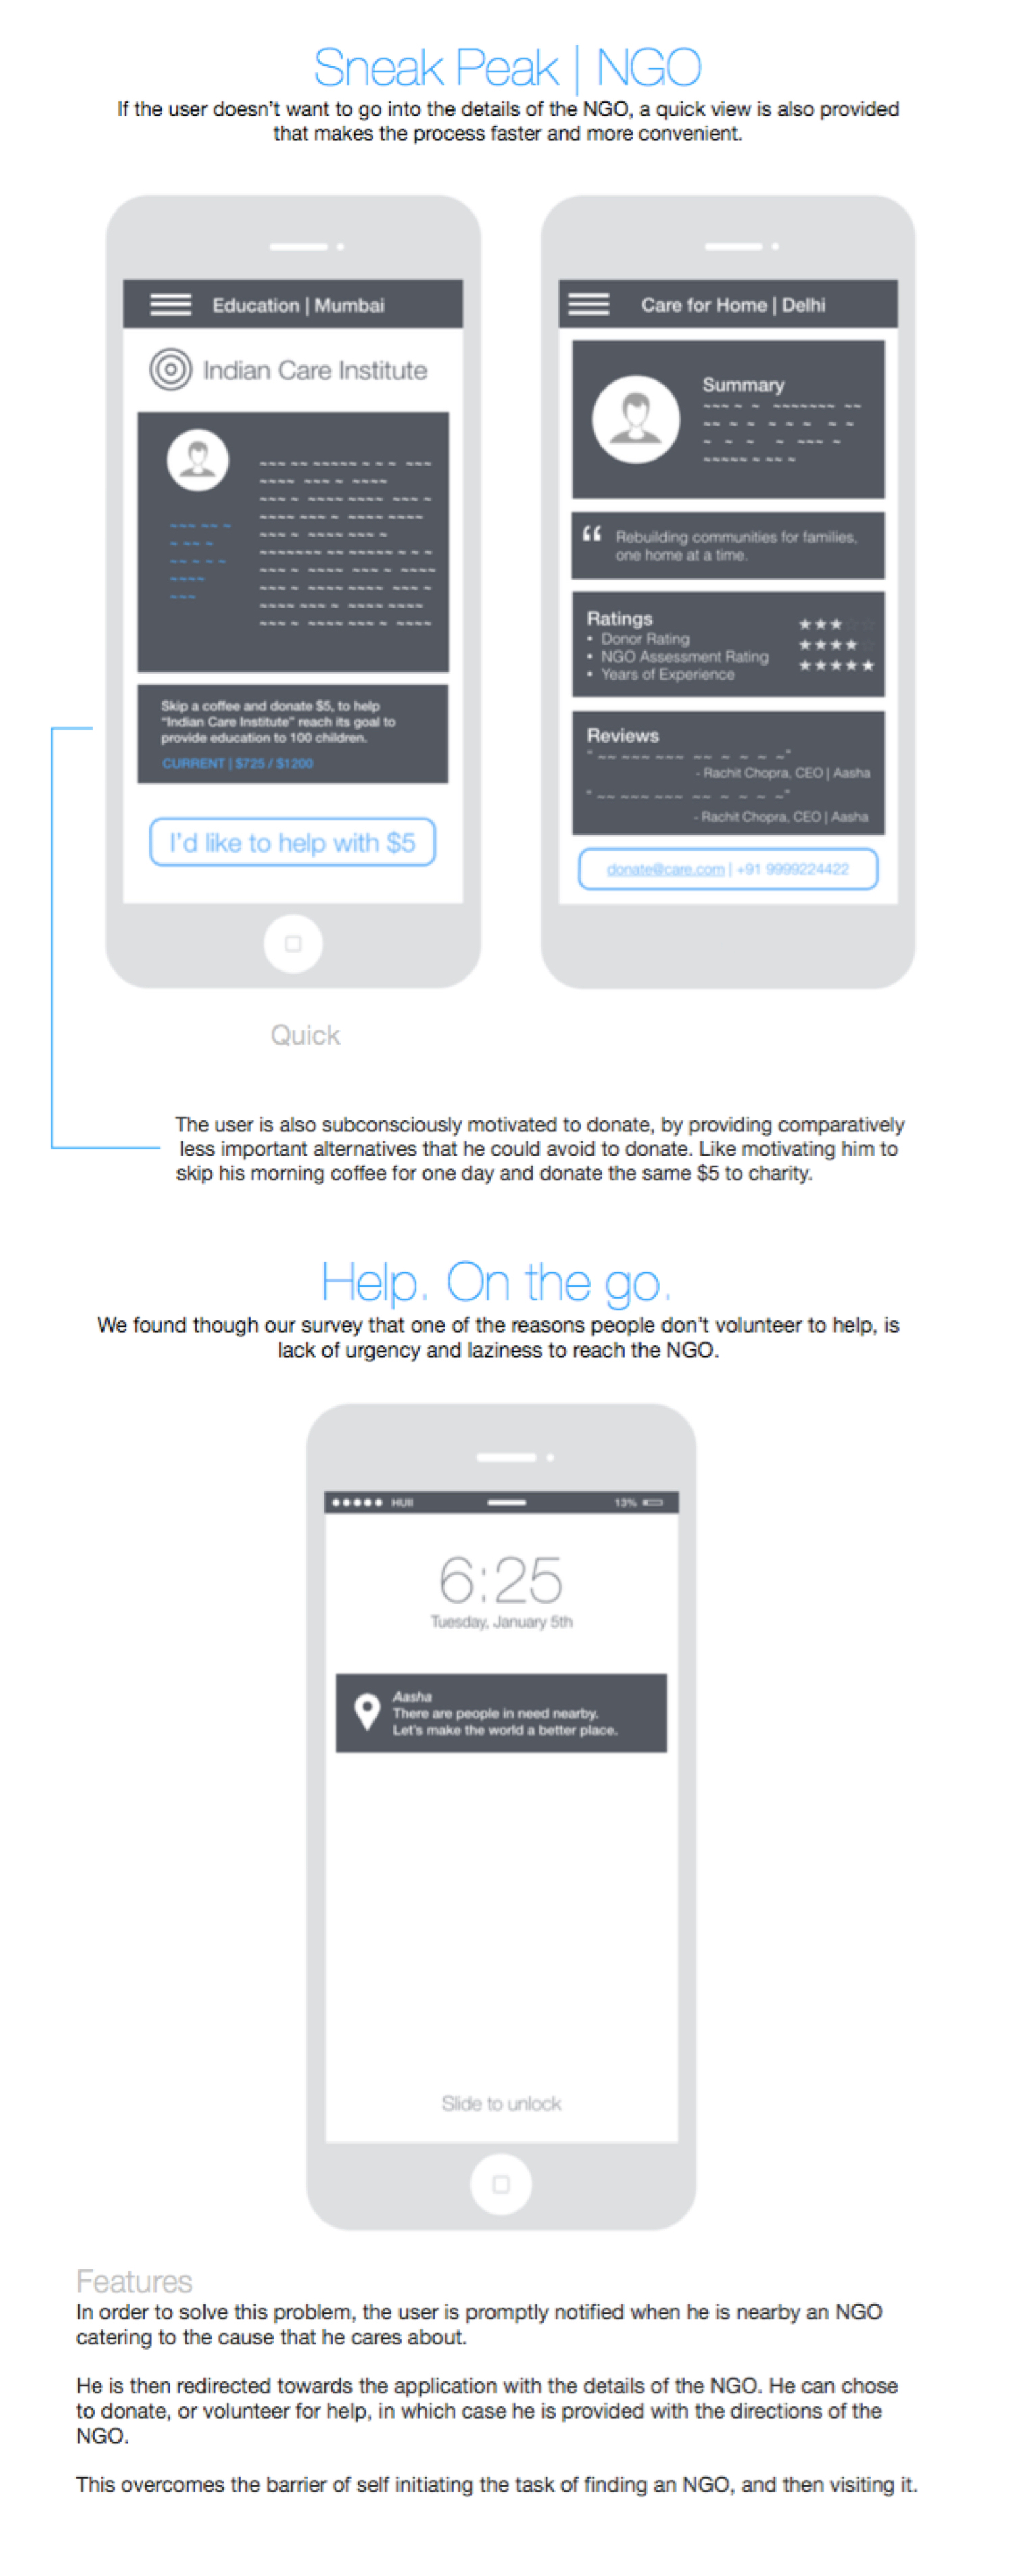 Sneak Peak | NGO
If the user doesn't want to go into the details of the NGO, a quick view is also provided
that makes the process faster and more convenient.
Education | Mumbai
Indian Care Institute
Skip a coffee and donate $5, to help
"Indian Care Institute" reach its goal to
provide education to 100 children.
CURRENT | $725 / $1200
I'd like to help with $5
Care for Home | Delhi
Summary
“ Rebuilding communities for families,
one home at a time.
Ratings
• Donor Rating
• NGO Assessment Rating
• Years of Experience
Reviews
- Rachit Chopra, CEO | Aasha
- Rachit Chopra, CEO | Aasha
donate@care.com | +91 9999224422
Quick
The user is also subconsciously motivated to donate, by providing comparatively
less important alternatives that he could avoid to donate. Like motivating him to
skip his morning coffee for one day and donate the same $5 to charity.
Help. On the go.
We found though our survey that one of the reasons people don't volunteer to help, is
lack of urgency and laziness to reach the NGO.
HUII 13%
6:25
Tuesday, January 5th
Aasha
There are people in need nearby.
Let's make the world a better place.
Slide to unlock
Features
In order to solve this problem, the user is promptly notified when he is nearby an NGO
catering to the cause that he cares about.
He is then redirected towards the application with the details of the NGO. He can chose
to donate, or volunteer for help, in which case he is provided with the directions of the
NGO.
This overcomes the barrier of self initiating the task of finding an NGO, and then visiting it.